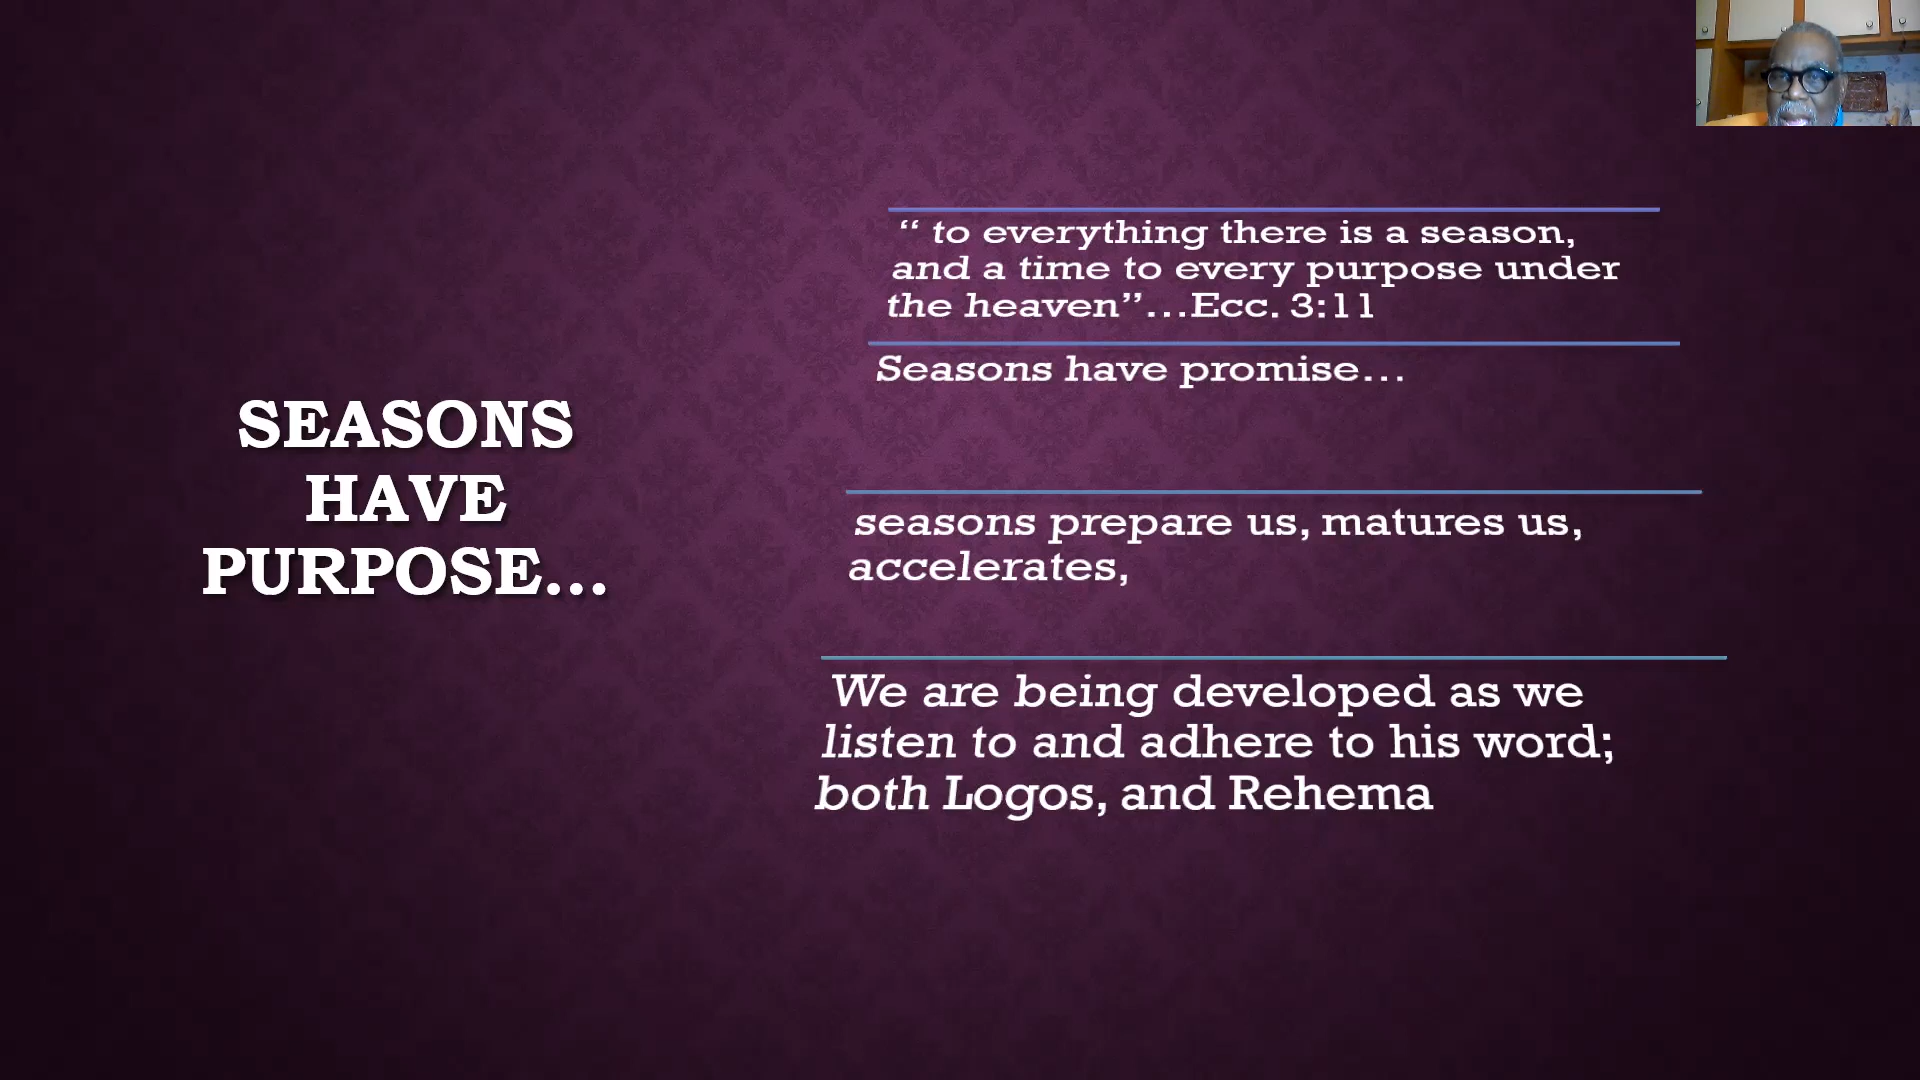 SEASONS
HAVE
PURPOSE...
“ to everything there is a season,
and a time to every purpose under
the heaven”...Ecc. 3:11
Seasons have promise...
seasons prepare us, matures us,
accelerates,
We are being developed as we
listen to and adhere to his word;
both Logos, and Rehema